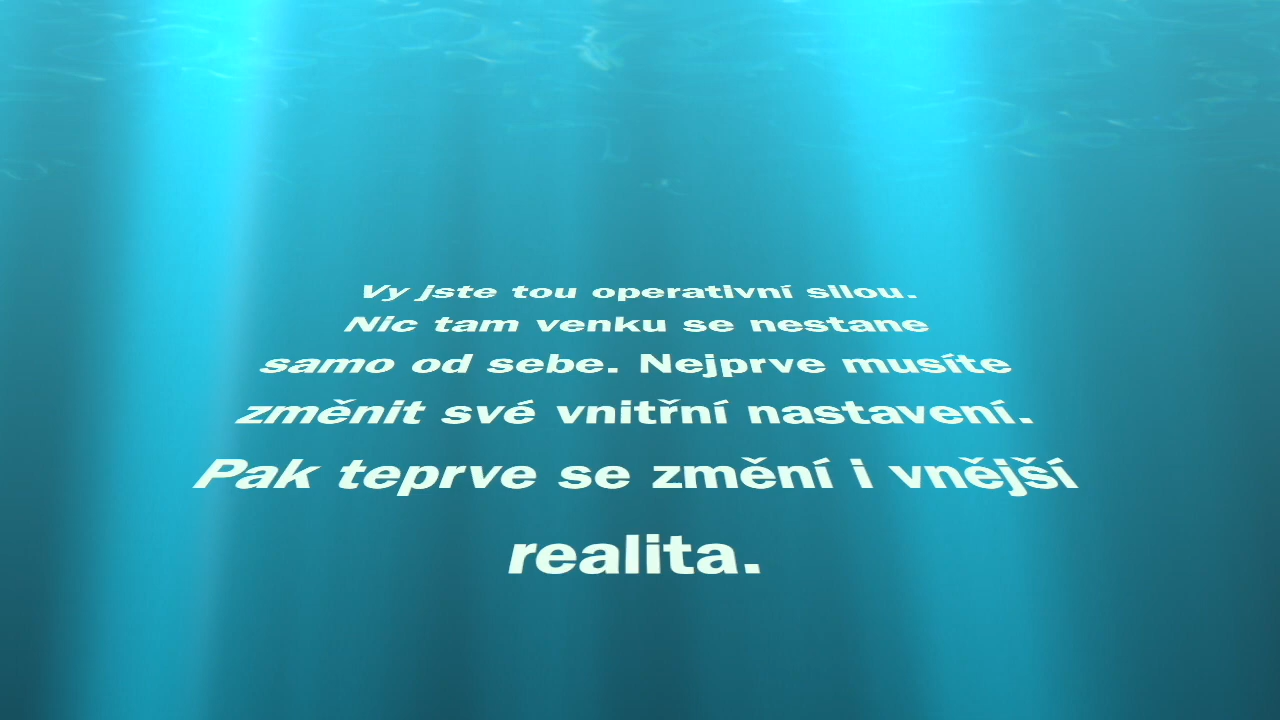 Vy jste tou operativní silou.
Nic tam venku se nestane
samo od sebe. Nejprve musíte
změnit své vnitřní nastavení.
Pak teprve se změní i vnější
realita.